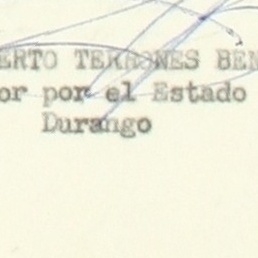 ERTO TERRONES BEN
or por el Estado
Durango